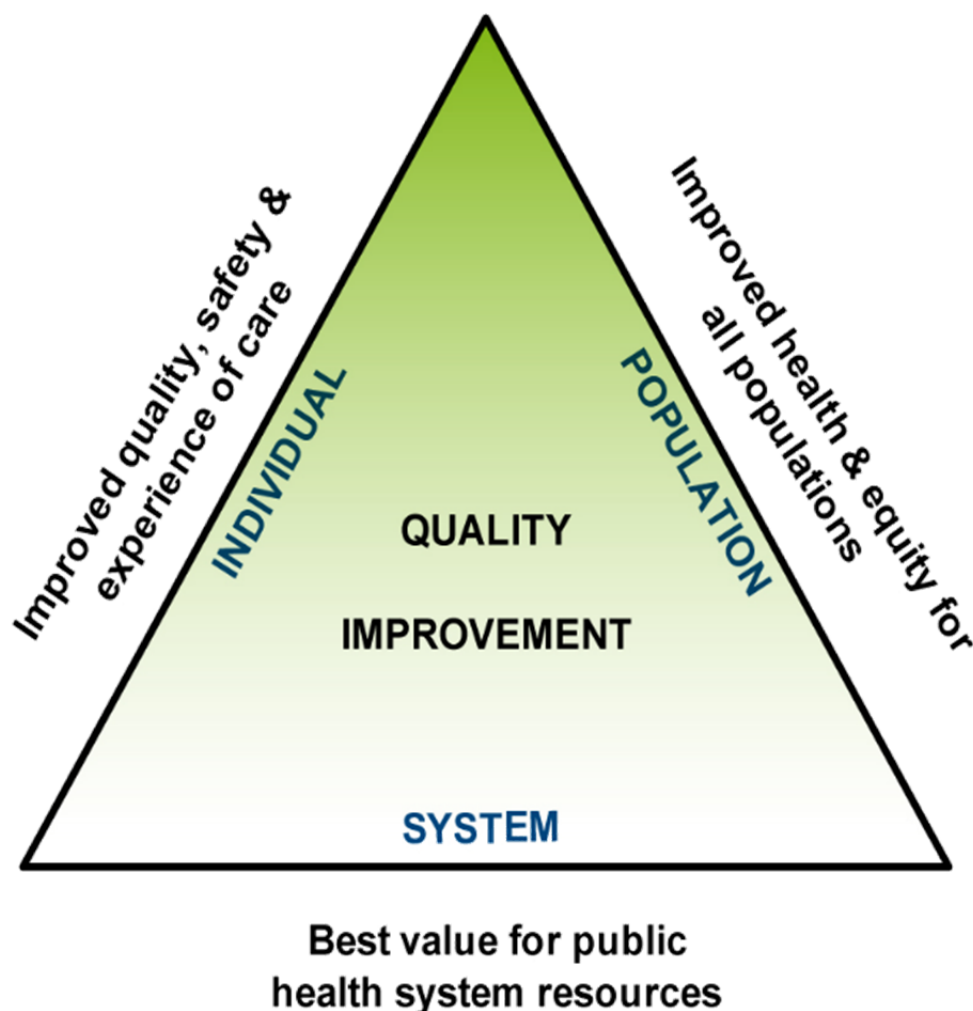 Improved quality, safety &
experience of care
INDIVIDUAL
Improved health & equity for
all populations
POPULATION
QUALITY
IMPROVEMENT
SYSTEM
Best value for public
health system resources